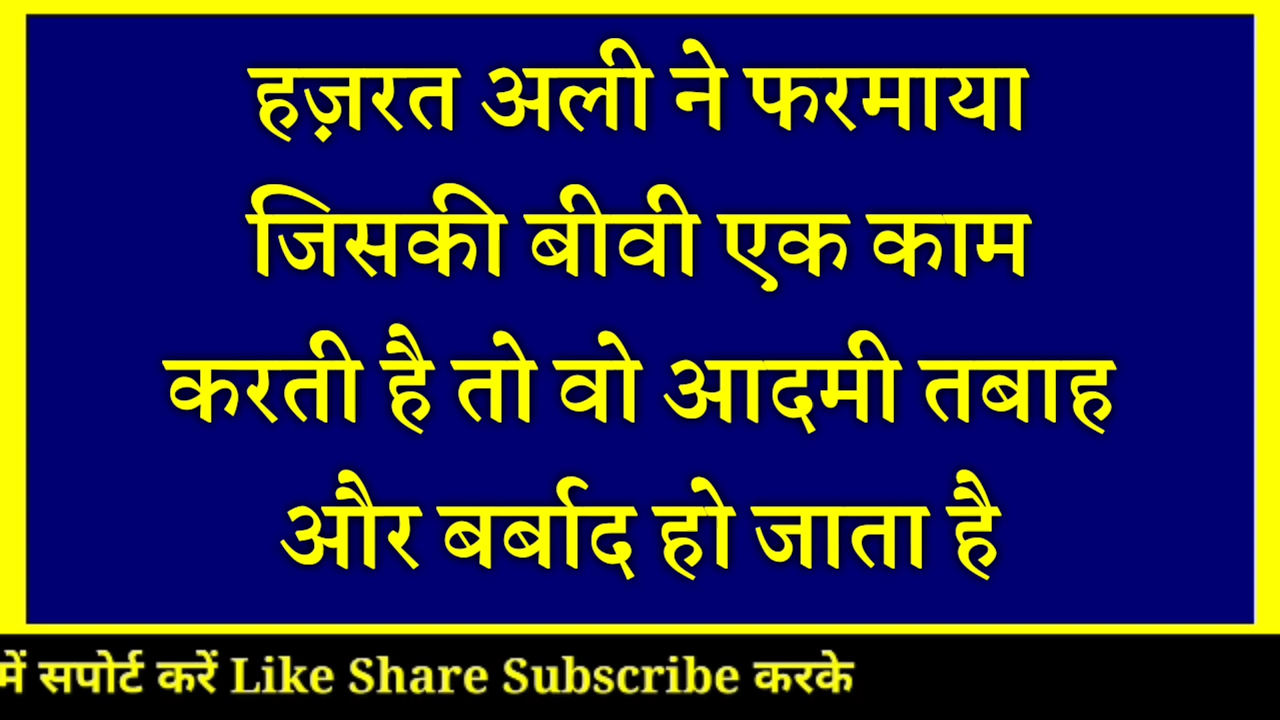 हज़रत अली ने फरमाया
जिसकी बीवी एक काम
करती है तो वो आदमी तबाह
और बर्बाद हो जाता है
में सपोर्ट करें Like Share Subscribe करके